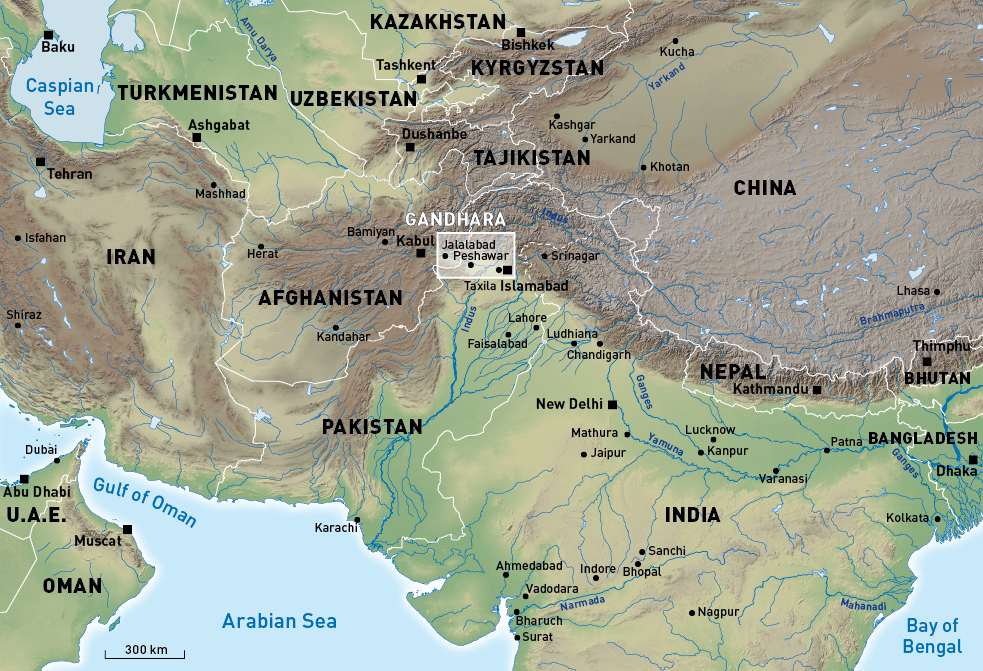 KAZAKHSTAN
Baku
Amu Darya
Bishkek
Kucha
Tashkent
KYRGYZSTAN
Yarkand
Caspian
Sea
TURKMENISTAN
UZBEKISTAN
Ashgabat
Kashgar
Dushanbe
Yarkand
Tehran
TAJIKISTAN
Khotan
Mashhad
CHINA
GANDHARA
Indus
Isfahan
Bamiyan
Kabul
Jalalabad
Herat
IRAN
Peshawar
Srinagar
Taxila
Islamabad
Lhasa
AFGHANISTAN
Shiraz
Brahmaputra
Indus
Lahore
Kandahar
Faisalabad
Ludhiana
Chandigarh
Thimphu
NEPAL
BHUTAN
Kathmandu
Ganges
New Delhi
PAKISTAN
Mathura
Lucknow
Yamuna
Patna
BANGLADESH
Dubai
Jaipur
Kanpur
Ganges
Dhaka
Varanasi
Abu Dhabi
Gulf of Oman
U.A.E.
INDIA
Kolkata
Karachi
Muscat
Sanchi
Ahmedabad
Indore
Bhopal
OMAN
Vadodara
Narmada
Mahanadi
Nagpur
Bharuch
Arabian Sea
Surat
Bay of
Bengal
300 km